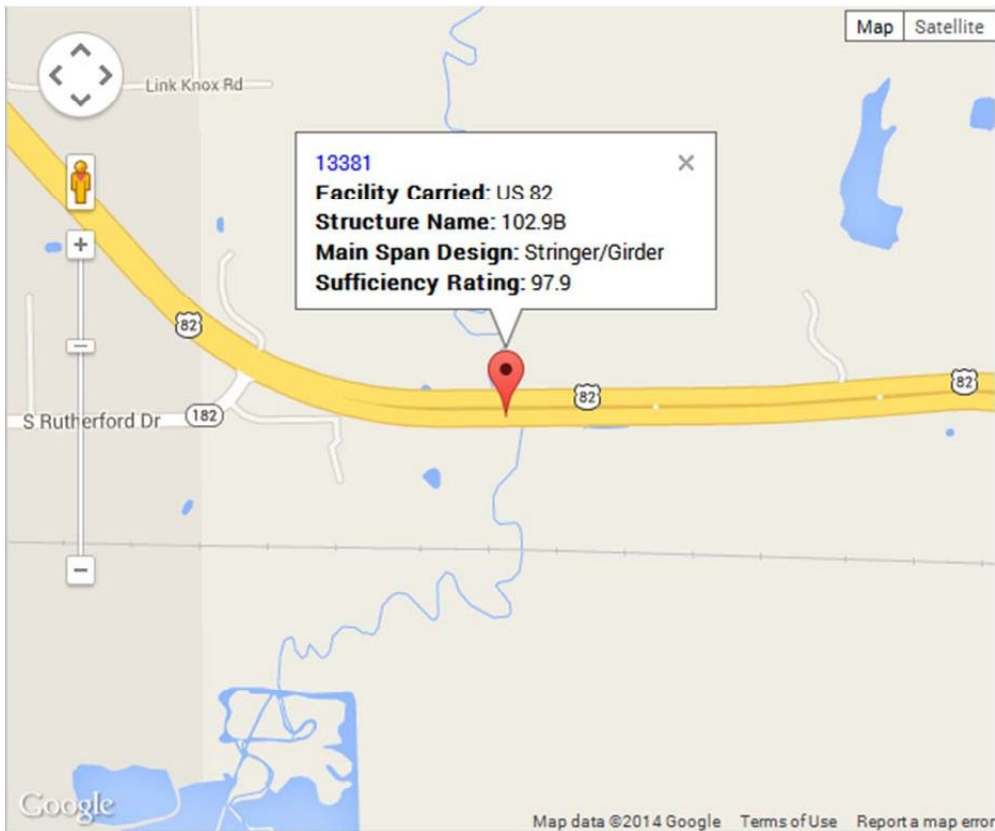 Map Satellite
Link Knox Rd
13381
Facility Carried: US 82
Structure Name: 102.9B
Main Span Design: Stringer/Girder
Sufficiency Rating: 97.9
82
82
82
S Rutherford Dr 182
Google
Map data ©2014 Google Terms of Use Report a map error